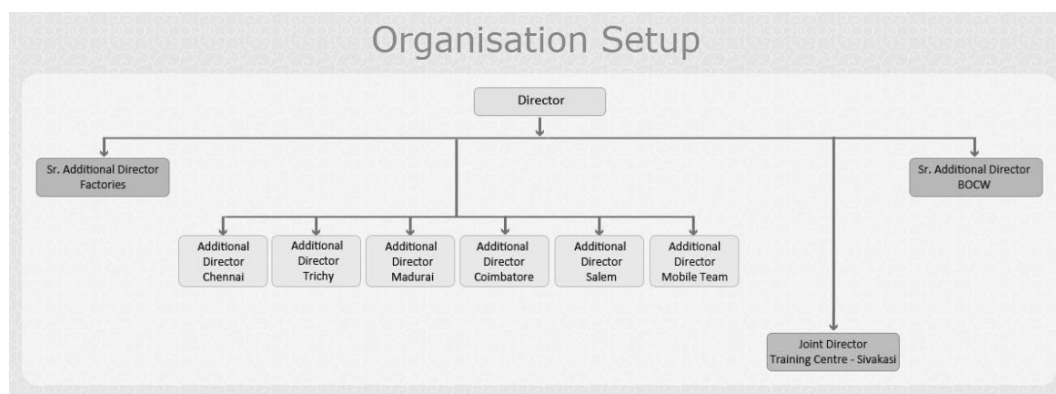 Organisation Setup
Director
Sr. Additional Director
Factories
Sr. Additional Director
BOCW
Additional
Director
Chennai
Additional
Director
Trichy
Additional
Director
Madurai
Additional
Director
Coimbatore
Additional
Director
Salem
Additional
Director
Mobile Team
Joint Director
Training Centre - Sivakasi